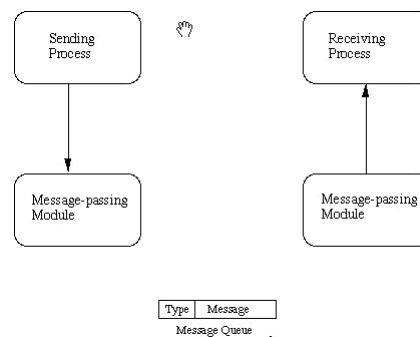 Sending
Process
Receiving
Process
Message-passing
Module
Message-passing
Module
Type Message
Message Queue